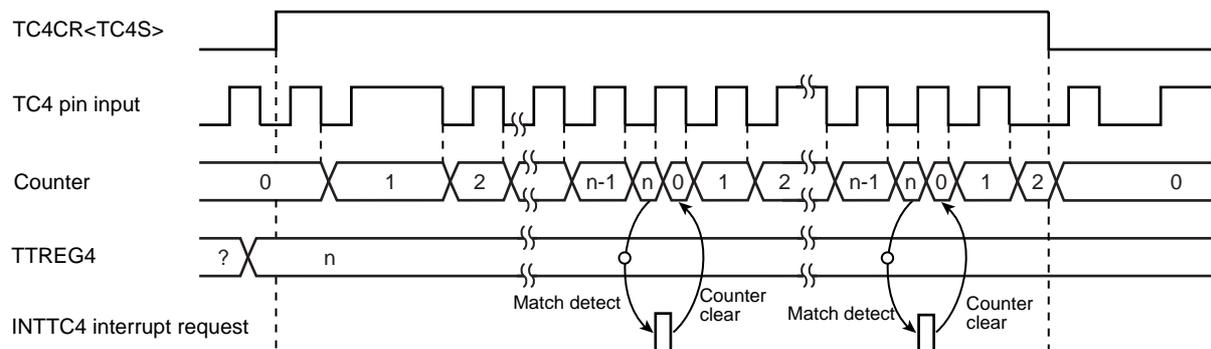 TC4CR<TC4S>
TC4 pin input
Counter 0 1 2 n-1 n 0 1 2 n-1 n 0 1 2 0
TTREG4 ? n
Match detect Counter clear Match detect Counter clear
INTTC4 interrupt request